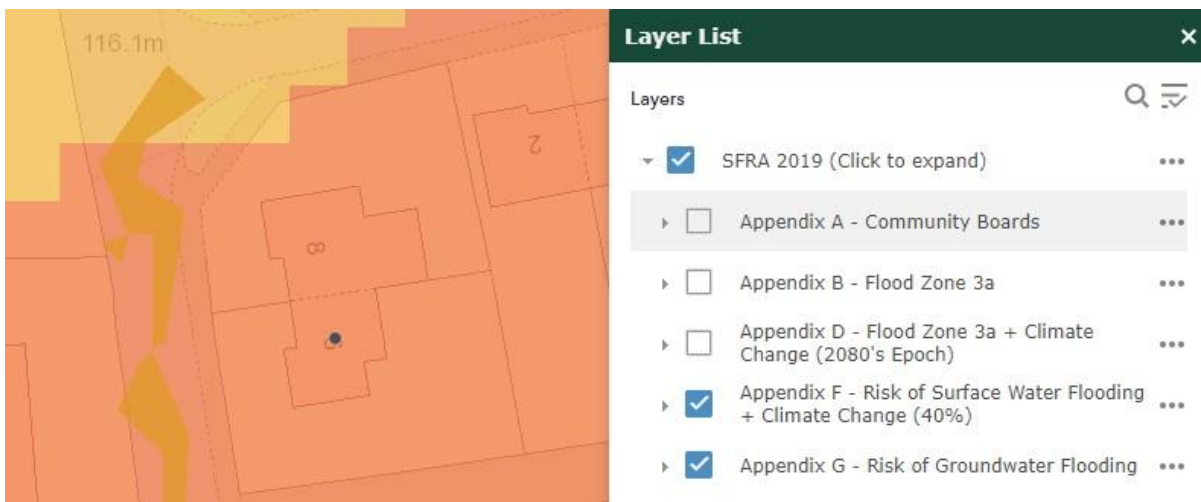 116.1m
2
8
Layer List
Layers
SFRA 2019 (Click to expand)
Appendix A - Community Boards
Appendix B - Flood Zone 3a
Appendix D - Flood Zone 3a + Climate
Change (2080's Epoch)
Appendix F - Risk of Surface Water Flooding
+ Climate Change (40%)
Appendix G - Risk of Groundwater Flooding